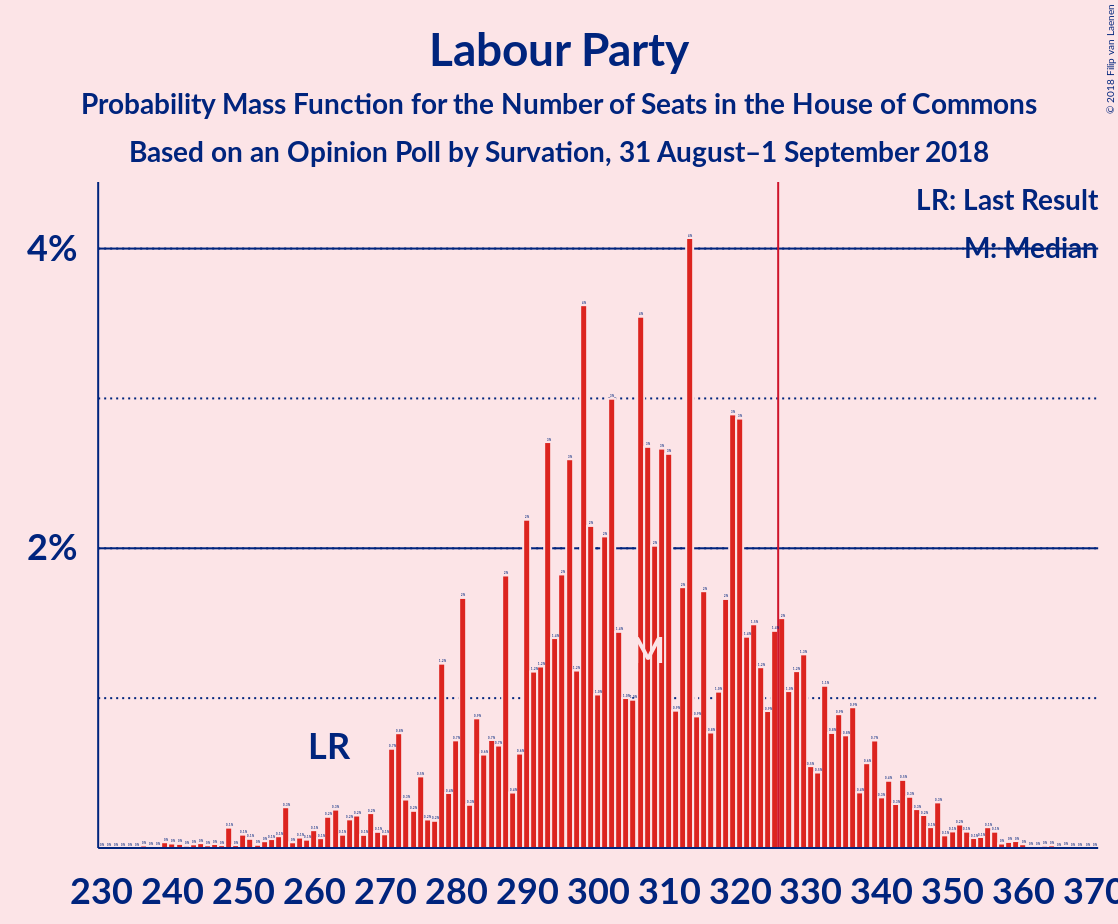 Labour Party
Probability Mass Function for the Number of Seats in the House of Commons
Based on an Opinion Poll by Survation, 31 August–1 September 2018
© 2018 Filip van Laenen
LR: Last Result
M: Median
4%
2%
LR
M
230 240 250 260 270 280 290 300 310 320 330 340 350 360 370